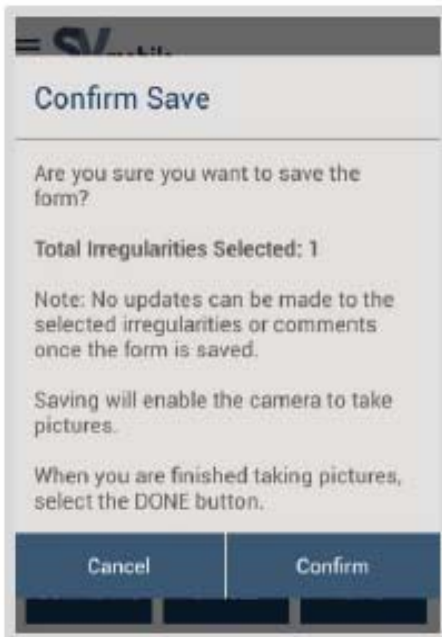 SV mobile
Confirm Save
Are you sure you want to save the
form?
Total Irregularities Selected: 1
Note: No updates can be made to the
selected irregularities or comments
once the form is saved.
Saving will enable the camera to take
pictures.
When you are finished taking pictures,
select the DONE button.
Cancel Confirm